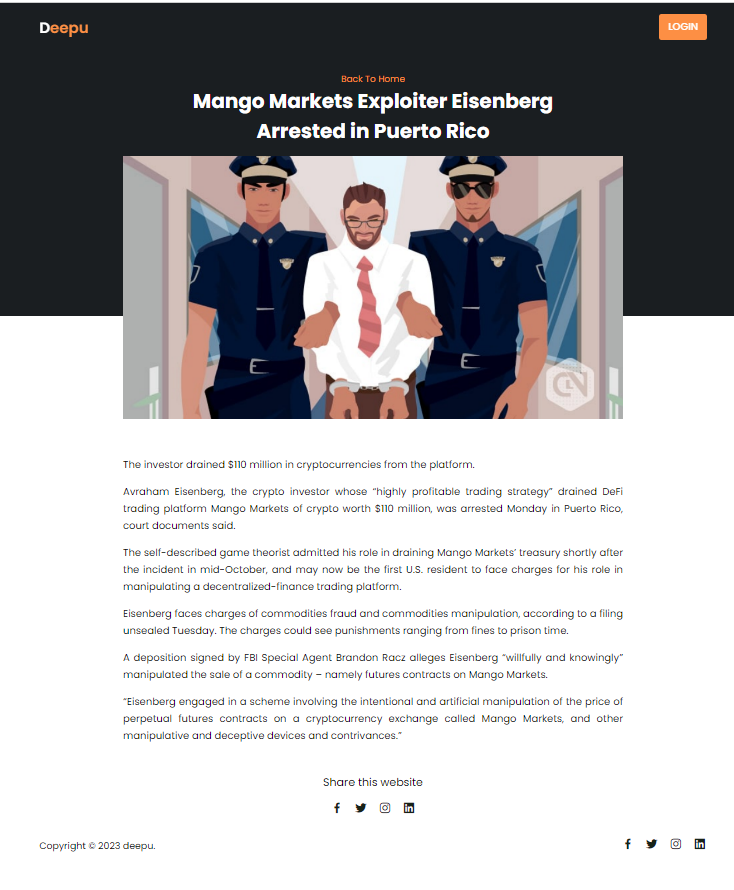 Deepu
LOGIN
Back To Home
Mango Markets Exploiter Eisenberg
Arrested in Puerto Rico
CN
The investor drained $110 million in cryptocurrencies from the platform.
Avraham Eisenberg, the crypto investor whose “highly profitable trading strategy” drained DeFi
trading platform Mango Markets of crypto worth $110 million, was arrested Monday in Puerto Rico,
court documents said.
The self-described game theorist admitted his role in draining Mango Markets’ treasury shortly after
the incident in mid-October, and may now be the first U.S. resident to face charges for his role in
manipulating a decentralized-finance trading platform.
Eisenberg faces charges of commodities fraud and commodities manipulation, according to a filing
unsealed Tuesday. The charges could see punishments ranging from fines to prison time.
A deposition signed by FBI Special Agent Brandon Racz alleges Eisenberg “willfully and knowingly”
manipulated the sale of a commodity – namely futures contracts on Mango Markets.
“Eisenberg engaged in a scheme involving the intentional and artificial manipulation of the price of
perpetual futures contracts on a cryptocurrency exchange called Mango Markets, and other
manipulative and deceptive devices and contrivances.”
Share this website
Copyright © 2023 deepu.